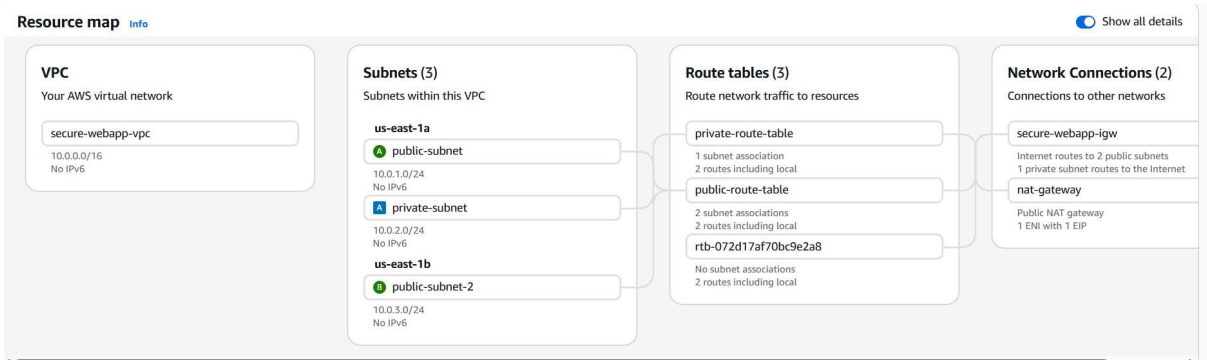 Resource map Info
Show all details
VPC
Your AWS virtual network
secure-webapp-vpc
10.0.0.0/16
No IPv6
Subnets (3)
Subnets within this VPC
us-east-1a
A public-subnet
10.0.1.0/24
No IPv6
A private-subnet
10.0.2.0/24
No IPv6
us-east-1b
B public-subnet-2
10.0.3.0/24
No IPv6
Route tables (3)
Route network traffic to resources
private-route-table
1 subnet association
2 routes including local
public-route-table
2 subnet associations
2 routes including local
rtb-072d17af70bc9e2a8
No subnet associations
2 routes including local
Network Connections (2)
Connections to other networks
secure-webapp-igw
Internet routes to 2 public subnets
1 private subnet routes to the Internet
nat-gateway
Public NAT gateway
1 ENI with 1 EIP